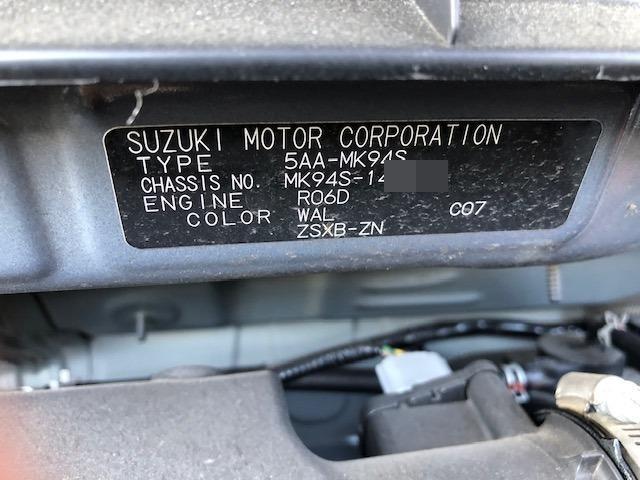 SUZUKI MOTOR CORPORATION
TYPE 5AA-MK94S
CHASSIS NO. MK94S-14
ENGINE R06D
COLOR WAL C07
ZSXB-ZN